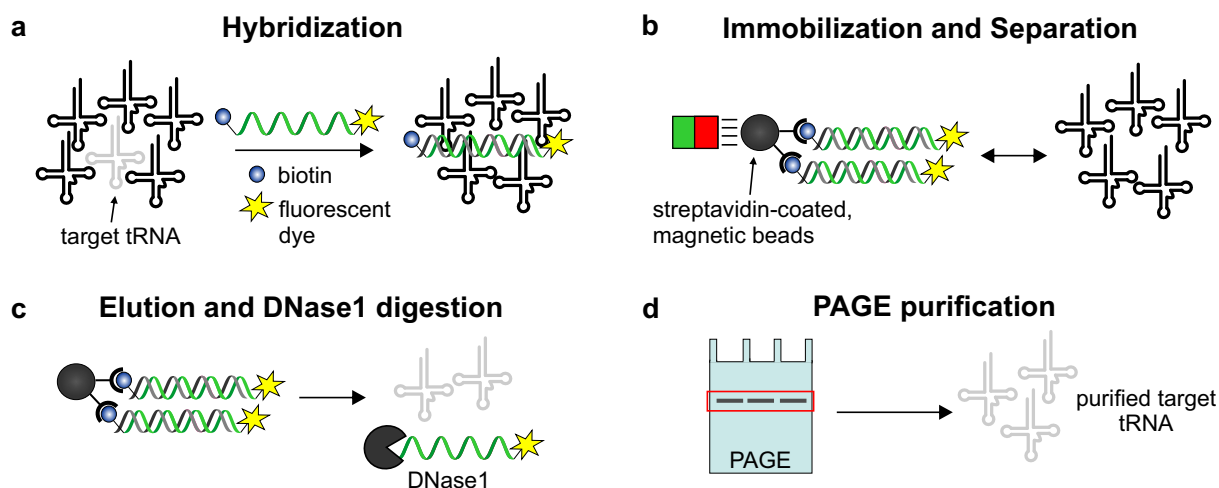 a
Hybridization
biotin
fluorescent
dye
target tRNA
b
Immobilization and Separation
streptavidin-coated,
magnetic beads
c
Elution and DNase1 digestion
DNase1
d
PAGE purification
PAGE
purified target
tRNA